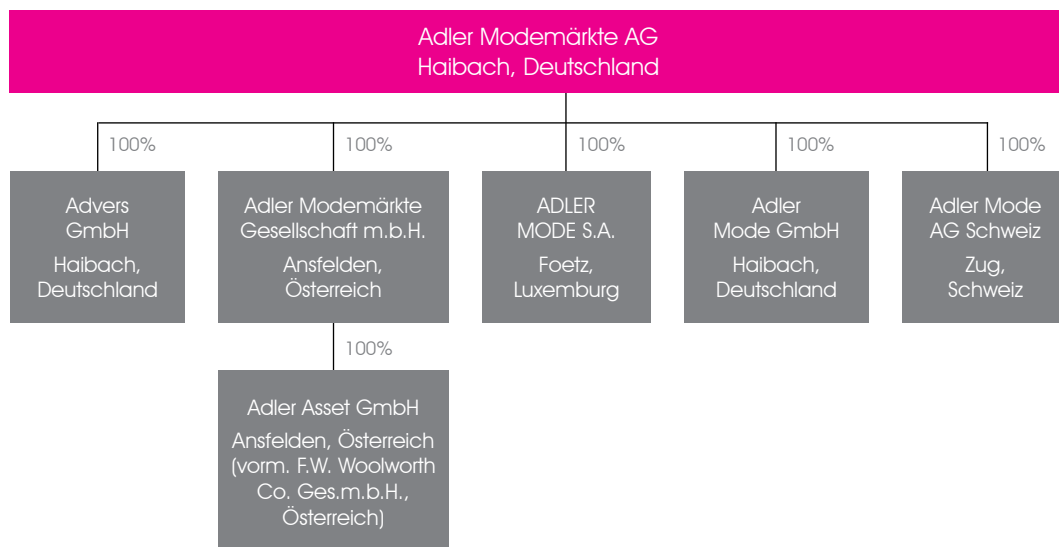 Adler Modemärkte AG
Haibach, Deutschland
100%
100%
100%
100%
100%
Advers
GmbH
Haibach,
Deutschland
Adler Modemärkte
Gesellschaft m.b.H.
Ansfelden,
Österreich
ADLER
MODE S.A.
Foetz,
Luxemburg
Adler
Mode GmbH
Haibach,
Deutschland
Adler Mode
AG Schweiz
Zug,
Schweiz
100%
Adler Asset GmbH
Ansfelden, Österreich
(vorm. F.W. Woolworth
Co. Ges.m.b.H.,
Österreich)